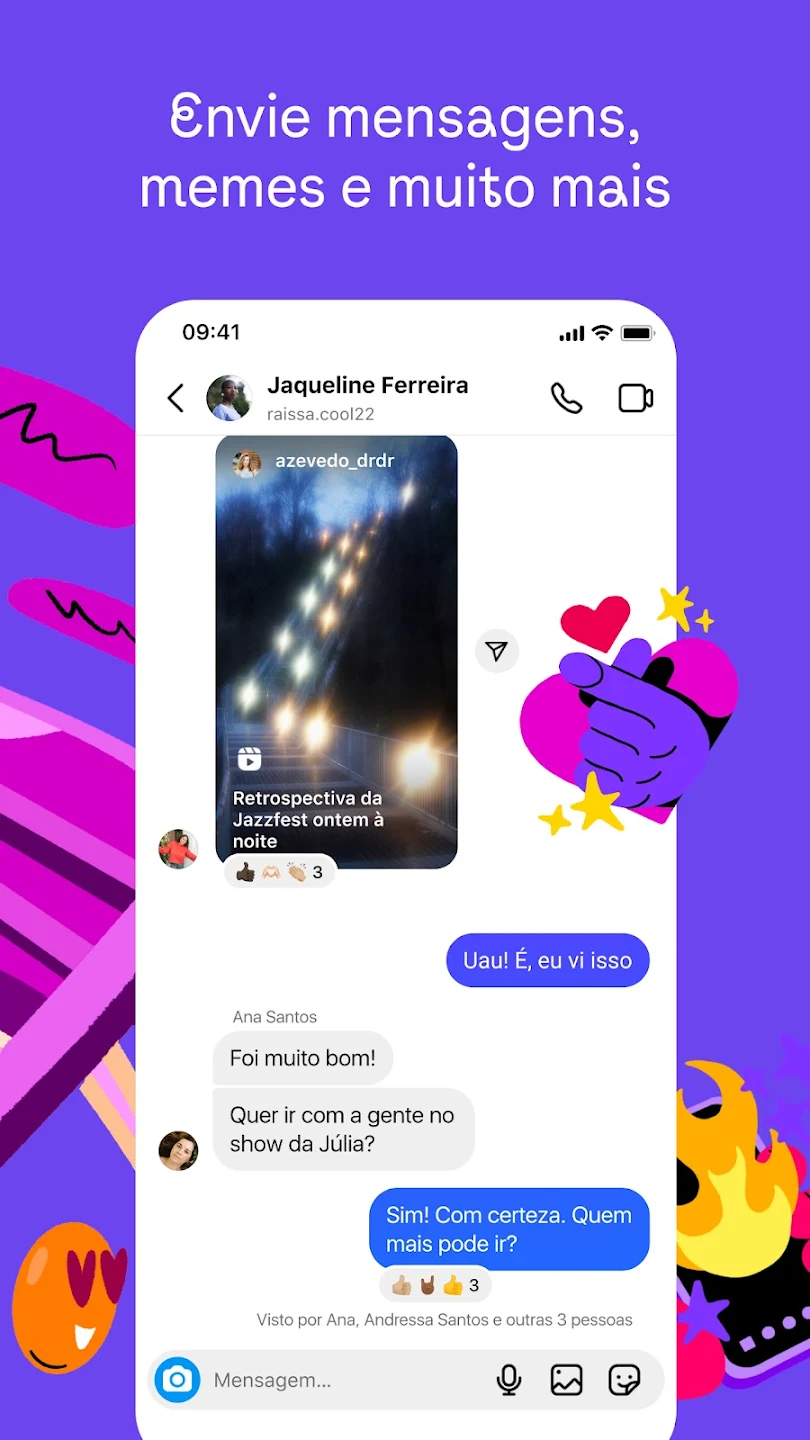 Envie mensagens,
memes e muito mais
09:41
Jaqueline Ferreira
raissa.cool22
azevedo_drdr
Retrospectiva da
Jazzfest ontem à
noite
3
Uau! É, eu vi isso
Ana Santos
Foi muito bom!
Quer ir com a gente no
show da Júlia?
Sim! Com certeza. Quem
mais pode ir?
3
Visto por Ana, Andressa Santos e outras 3 pessoas
Mensagem...